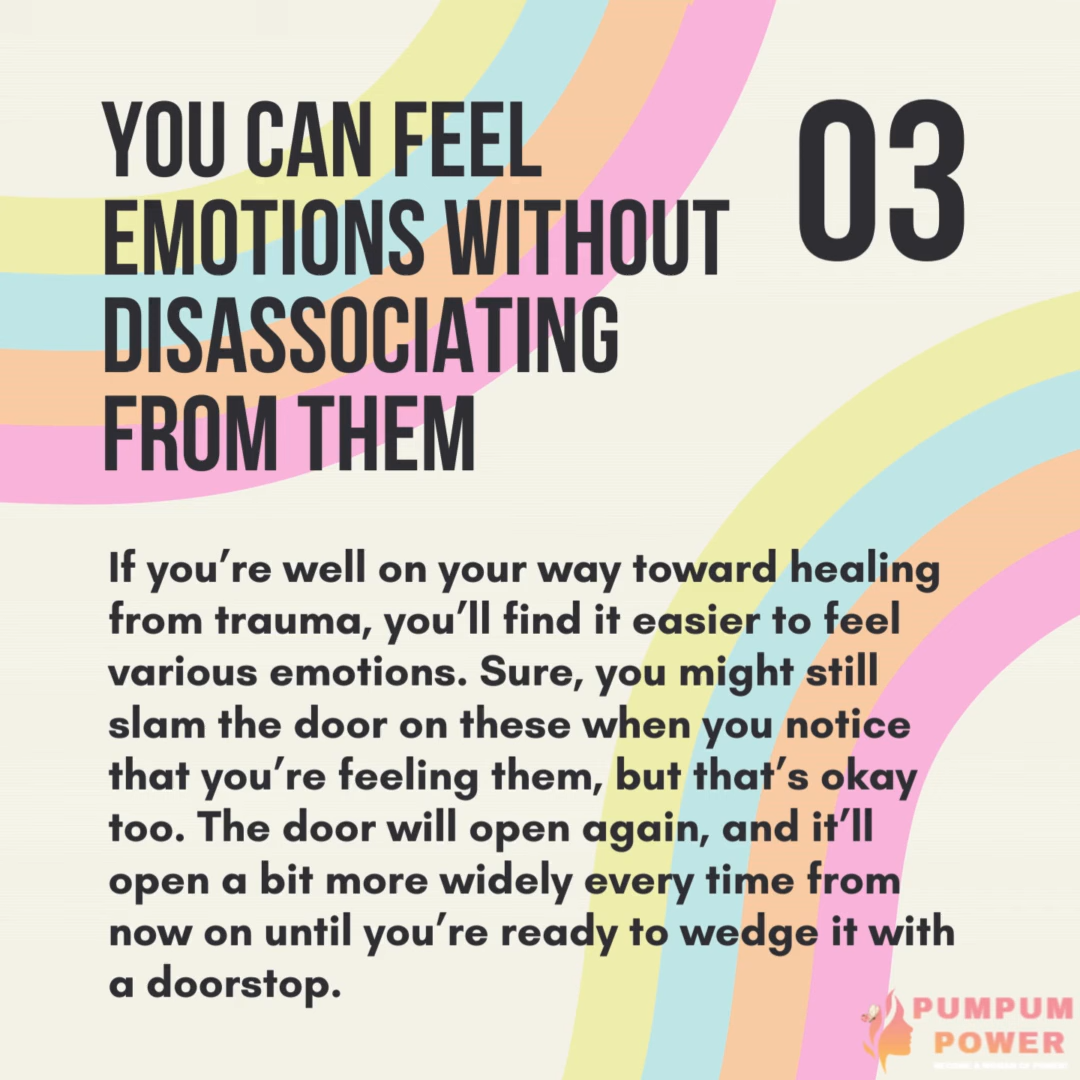 YOU CAN FEEL
EMOTIONS WITHOUT
DISASSOCIATING
FROM THEM
03
If you're well on your way toward healing
from trauma, you'll find it easier to feel
various emotions. Sure, you might still
slam the door on these when you notice
that you're feeling them, but that's okay
too. The door will open again, and it'll
open a bit more widely every time from
now on until you're ready to wedge it with
a doorstop.
PUMPUM
POWER